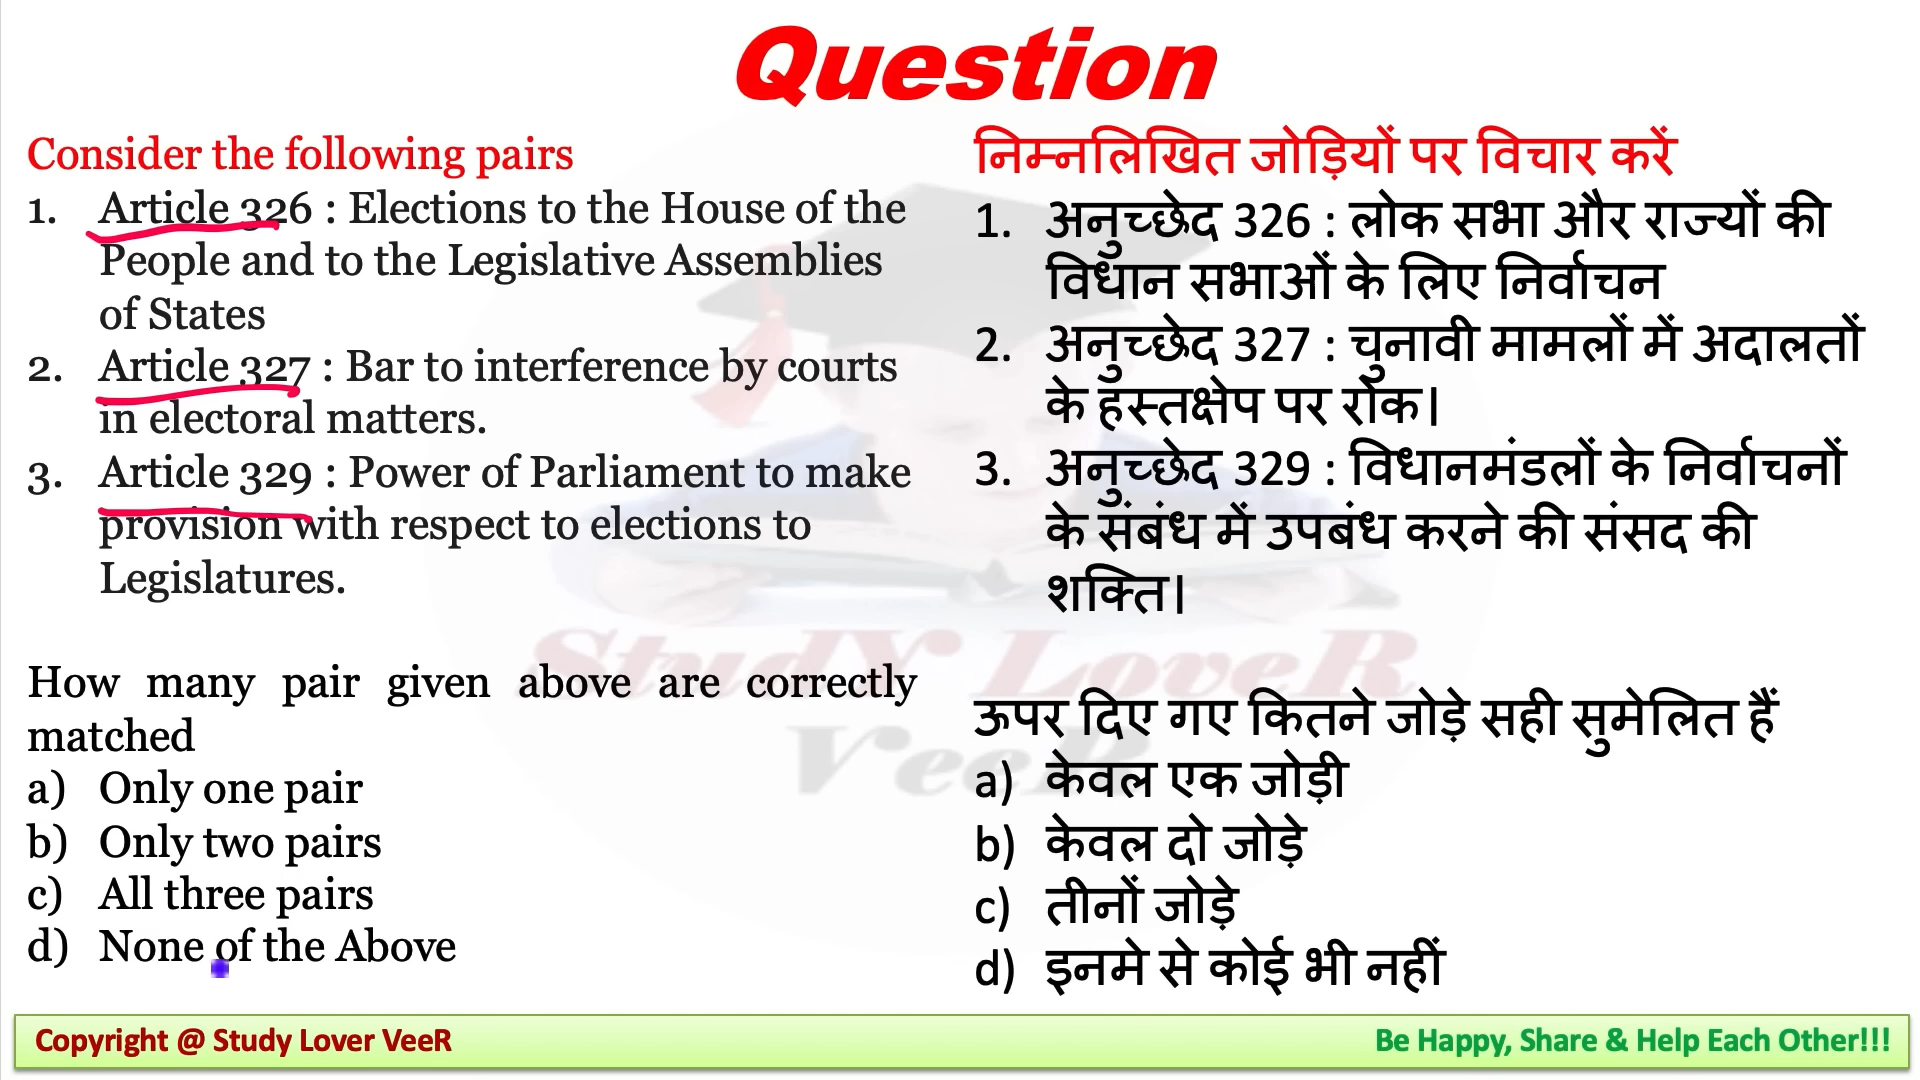 Question
Consider the following pairs
1. Article 326 : Elections to the House of the
People and to the Legislative Assemblies
of States
2. Article 327 : Bar to interference by courts
in electoral matters.
3. Article 329 : Power of Parliament to make
provision with respect to elections to
Legislatures.
How many pair given above are correctly
matched
a) Only one pair
b) Only two pairs
c) All three pairs
d) None of the Above
निम्नलिखित जोड़ियों पर विचार करें
1. अनुच्छेद 326 : लोक सभा और राज्यों की
विधान सभाओं के लिए निर्वाचन
2. अनुच्छेद 327 : चुनावी मामलों में अदालतों
के हस्तक्षेप पर रोक।
3. अनुच्छेद 329 : विधानमंडलों के निर्वाचनों
के संबंध में उपबंध करने की संसद की
शक्ति।
ऊपर दिए गए कितने जोड़े सही सुमेलित हैं
a) केवल एक जोड़ी
b) केवल दो जोड़े
c) तीनों जोड़े
d) इनमे से कोई भी नहीं
StudY LoveR
VeeR
Copyright @ Study Lover VeeR
Be Happy, Share & Help Each Other!!!